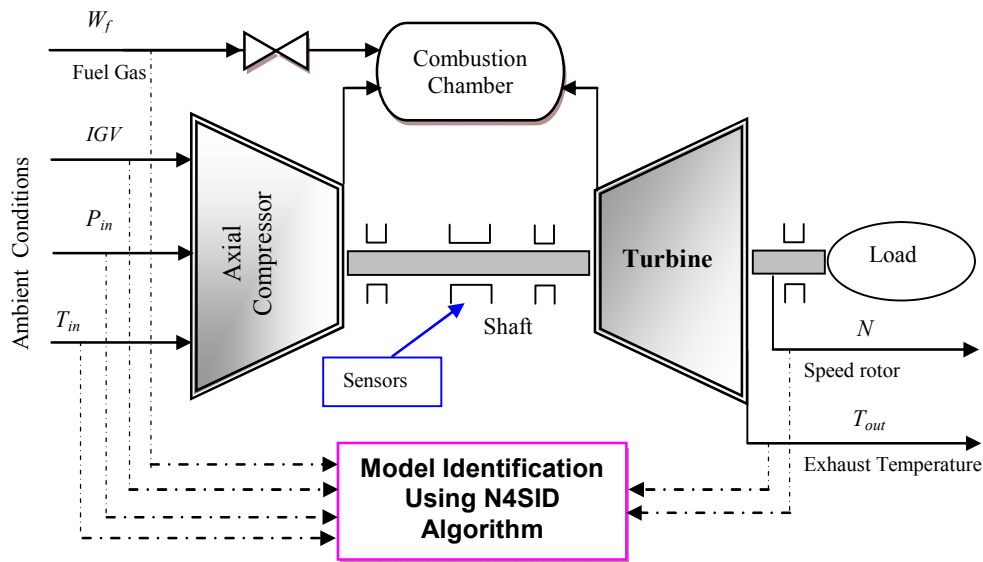 W_f
Fuel Gas
Combustion
Chamber
IGV
P_in
T_in
Ambient Conditions
Axial
Compressor
Shaft
Sensors
Turbine
Load
N
Speed rotor
T_out
Exhaust Temperature
Model Identification
Using N4SID
Algorithm